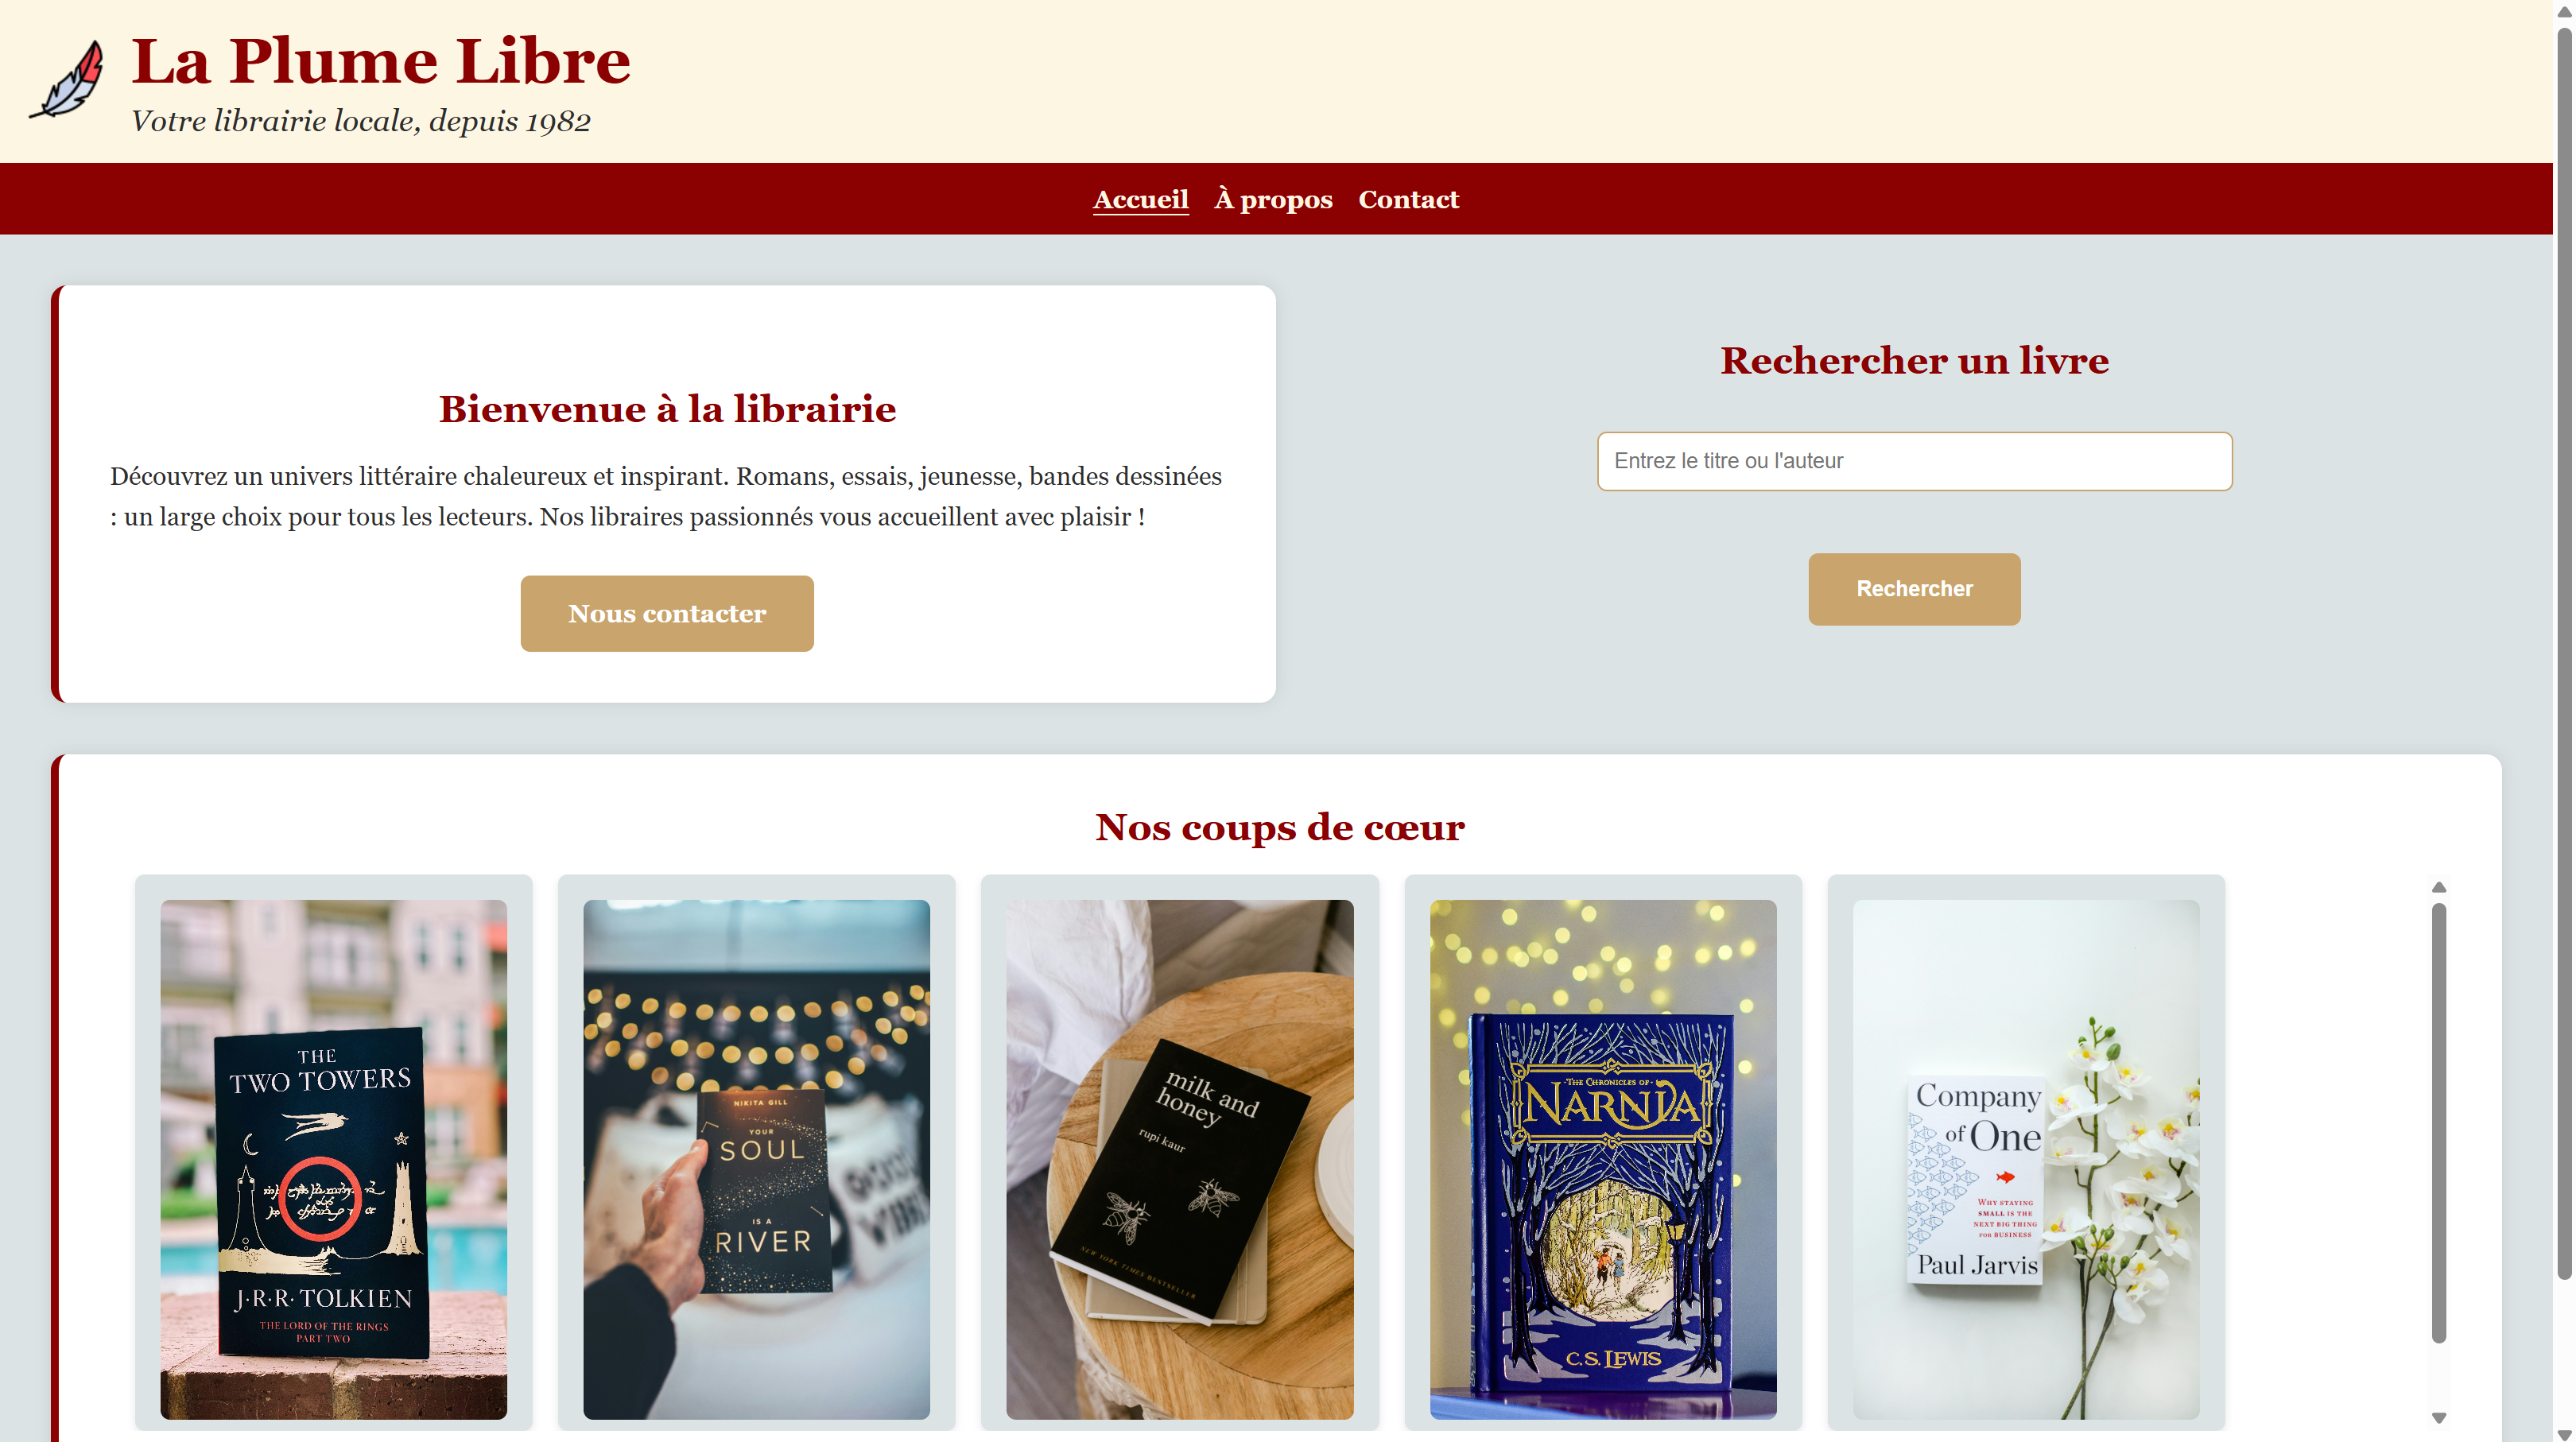 La Plume Libre
Votre librairie locale, depuis 1982
Accueil À propos Contact
Bienvenue à la librairie
Découvrez un univers littéraire chaleureux et inspirant. Romans, essais, jeunesse, bandes dessinées
: un large choix pour tous les lecteurs. Nos libraires passionnés vous accueillent avec plaisir !
Nous contacter
Rechercher un livre
Entrez le titre ou l'auteur
Rechercher
Nos coups de cœur
THE
TWO TOWERS
J·R·R·TOLKIEN
THE LORD OF THE RINGS
PART TWO
NIKITA GILL
YOUR
SOUL
IS A
RIVER
milk and
honey
rupi kaur
NEW YORK TIMES BESTSELLER
·THE CHRONICLES OF·
NARNIA
C.S. LEWIS
Company
of One
WHY STAYING
SMALL IS THE
NEXT BIG THING
FOR BUSINESS
Paul Jarvis